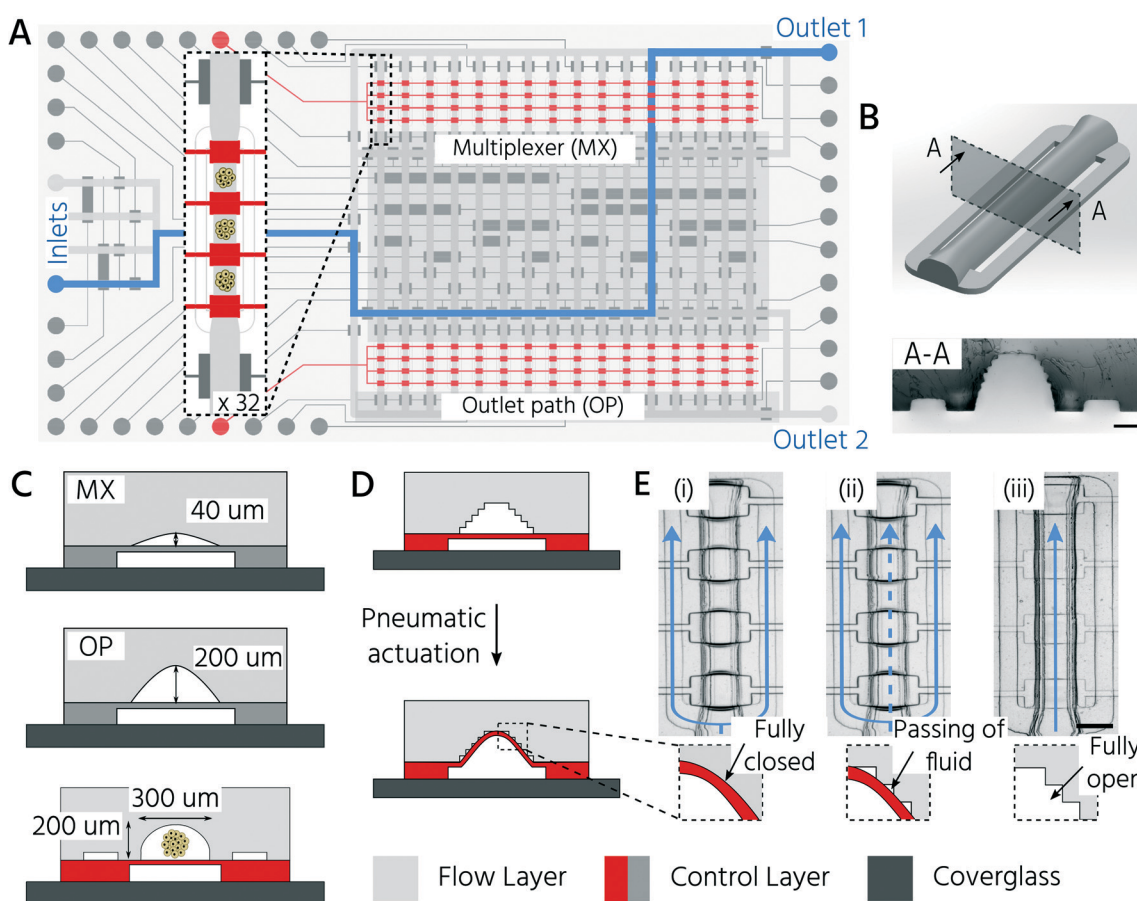 A
Outlet 1
Inlets
Multiplexer (MX)
x 32
Outlet path (OP)
Outlet 2
B
A
A
A-A
C
MX
40 um
OP
200 um
300 um
200 um
D
Pneumatic
actuation
E
(i)
(ii)
(iii)
Fully
closed
Passing of
fluid
Fully
open
Flow Layer
Control Layer
Coverglass